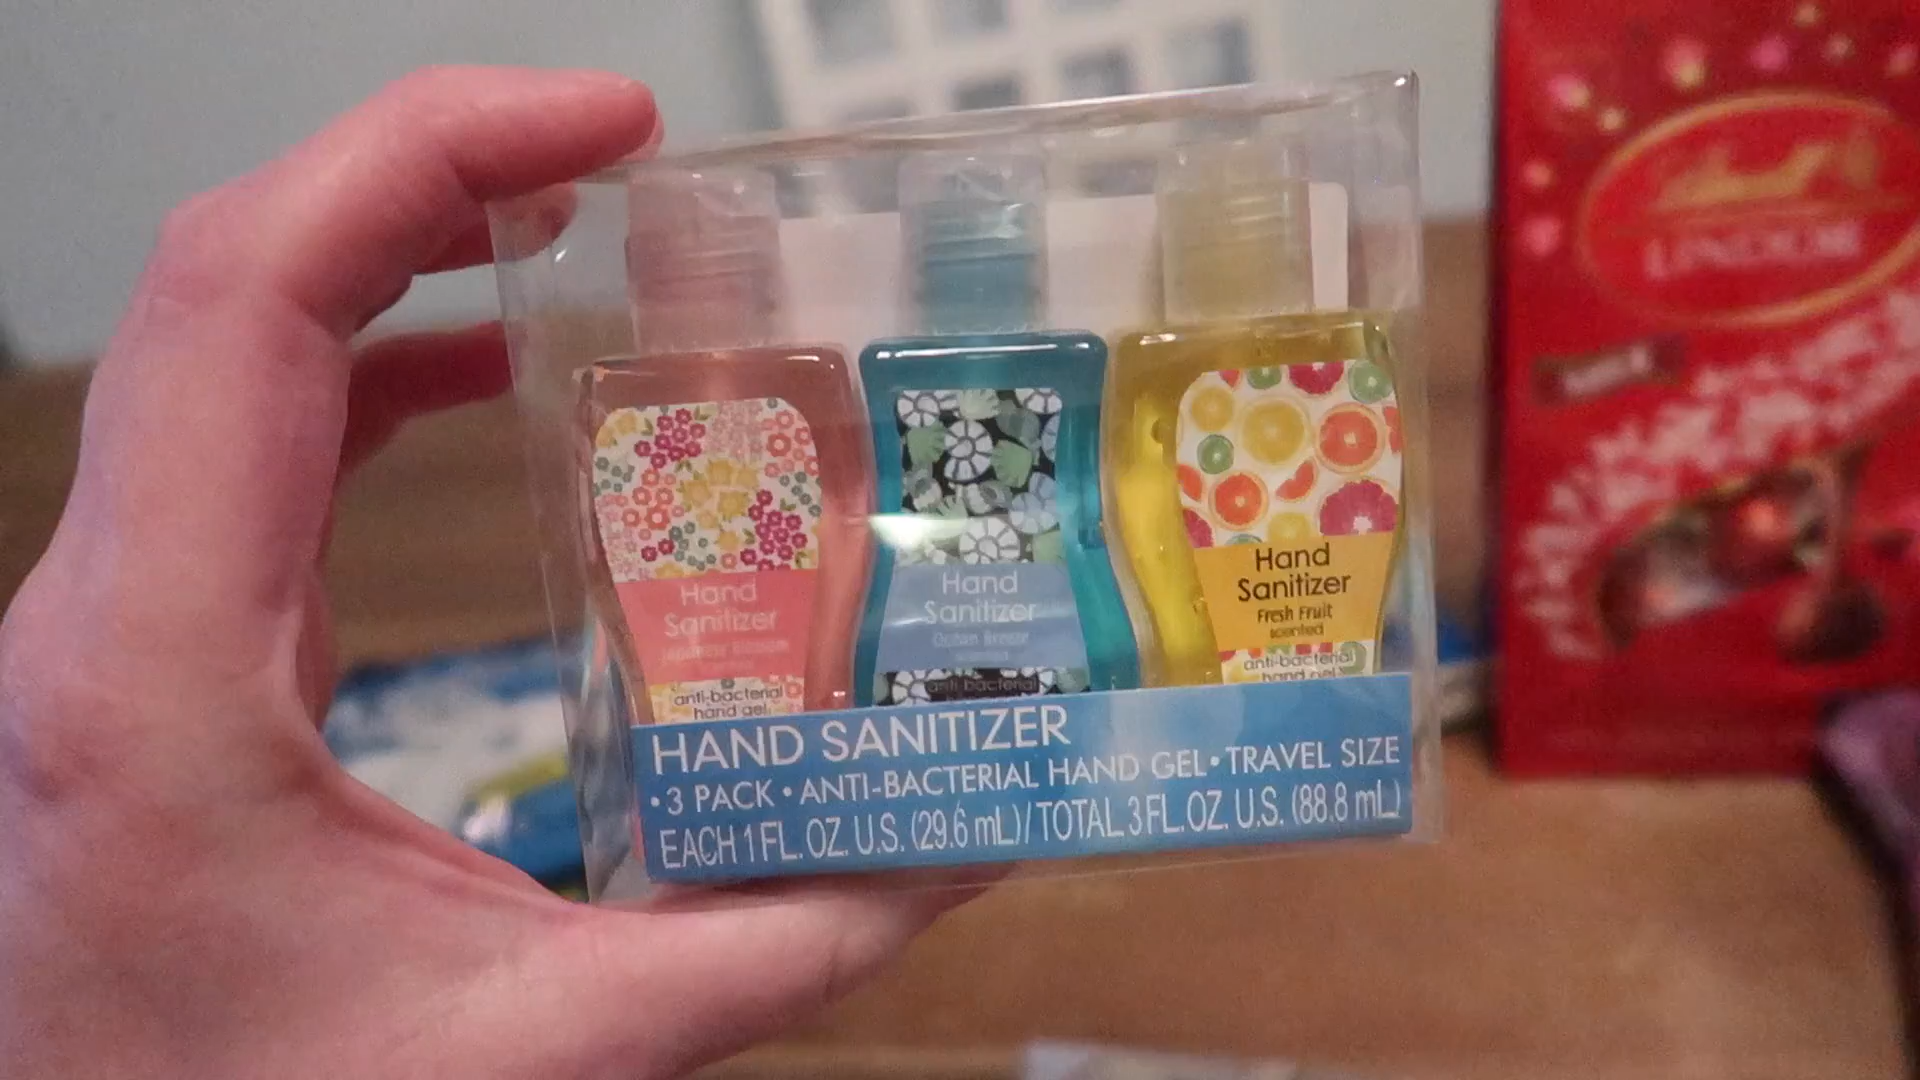 LINDOR
Hand
Sanitizer
Japanese Blossom
anti-bacterial
hand gel
Hand
Sanitizer
Ocean Breeze
anti bacterial
Hand
Sanitizer
Fresh Fruit
scented
anti-bacterial
hand gel
HAND SANITIZER
• 3 PACK • ANTI-BACTERIAL HAND GEL • TRAVEL SIZE
EACH 1 FL. OZ. U.S. (29.6 mL) / TOTAL 3 FL. OZ. U.S. (88.8 mL)